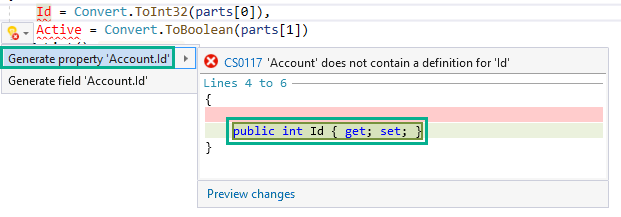 Id = Convert.ToInt32(parts[0]),
Active = Convert.ToBoolean(parts[1])
Generate property 'Account.Id'
Generate field 'Account.Id'
CS0117 'Account' does not contain a definition for 'Id'
Lines 4 to 6
{
public int Id { get; set; }
}
Preview changes